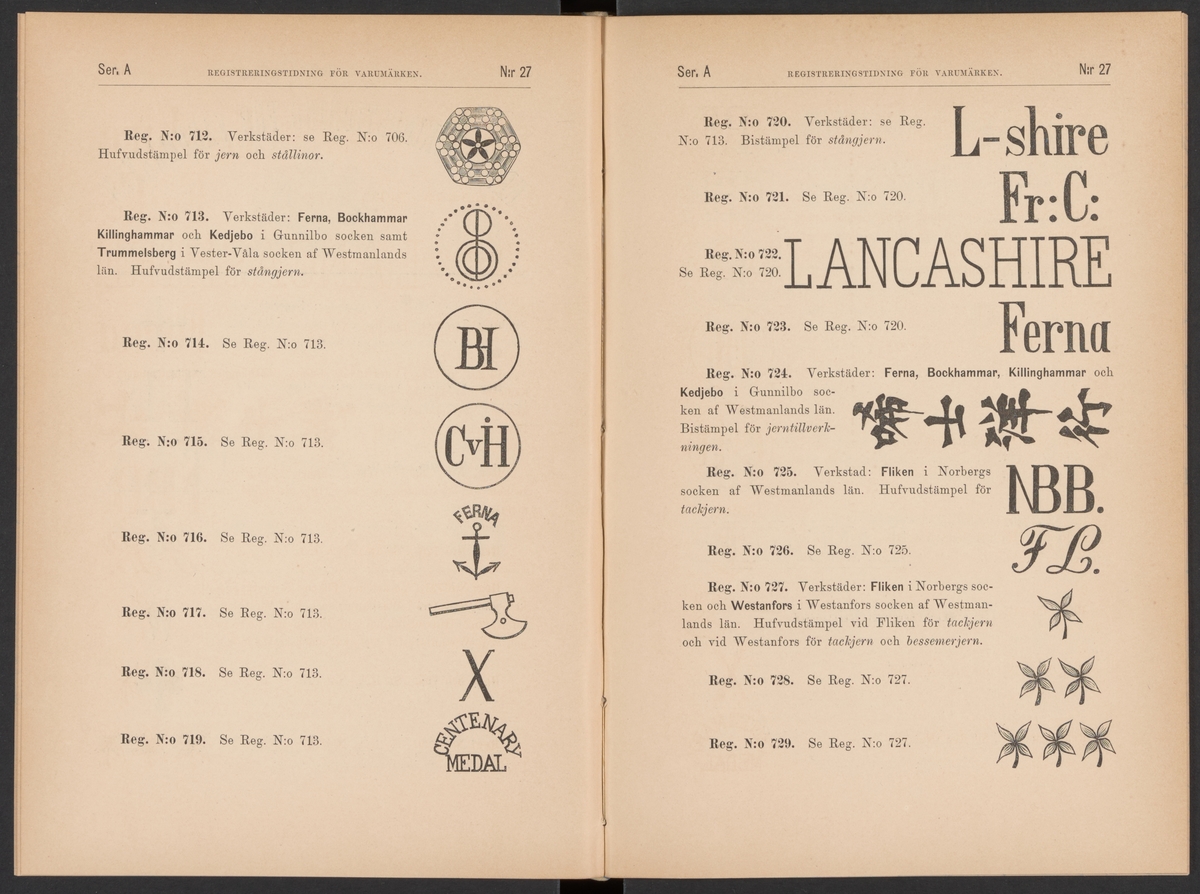 Ser. A REGISTRERINGSTIDNING FÖR VARUMÄRKEN. N:r 27
Reg. N:o 712. Verkstäder: se Reg. N:o 706.
Hufvudstämpel för jern och ställinor.
Reg. N:o 713. Verkstäder: Ferna, Bockhammar
Killinghammar och Kedjebo i Gunnilbo socken samt
Trummelsberg i Vester-Våla socken af Westmanlands
län. Hufvudstämpel för stångjern.
Reg. N:o 714. Se Reg. N:o 713.
BH
Reg. N:o 715. Se Reg. N:o 713.
CvH
Reg. N:o 716. Se Reg. N:o 713.
FERNA
Reg. N:o 717. Se Reg. N:o 713.
Reg. N:o 718. Se Reg. N:o 713.
X
Reg. N:o 719. Se Reg. N:o 713.
CENTENARY
MEDAL
Ser. A REGISTRERINGSTIDNING FÖR VARUMÄRKEN. N:r 27
Reg. N:o 720. Verkstäder: se Reg.
N:o 713. Bistämpel för stångjern.
L-shire
Reg. N:o 721. Se Reg. N:o 720.
Fr:C:
Reg. N:o 722.
Se Reg. N:o 720.
LANCASHIRE
Reg. N:o 723. Se Reg. N:o 720.
Ferna
Reg. N:o 724. Verkstäder: Ferna, Bockhammar, Killinghammar och
Kedjebo i Gunnilbo soc-
ken af Westmanlands län.
Bistämpel för jerntillverk-
ningen.
Reg. N:o 725. Verkstad: Fliken i Norbergs
socken af Westmanlands län. Hufvudstämpel för
tackjern.
NBB.
Reg. N:o 726. Se Reg. N:o 725.
FL.
Reg. N:o 727. Verkstäder: Fliken i Norbergs soc-
ken och Westanfors i Westanfors socken af Westman-
lands län. Hufvudstämpel vid Fliken för tackjern
och vid Westanfors för tackjern och bessemerjern.
Reg. N:o 728. Se Reg. N:o 727.
Reg. N:o 729. Se Reg. N:o 727.